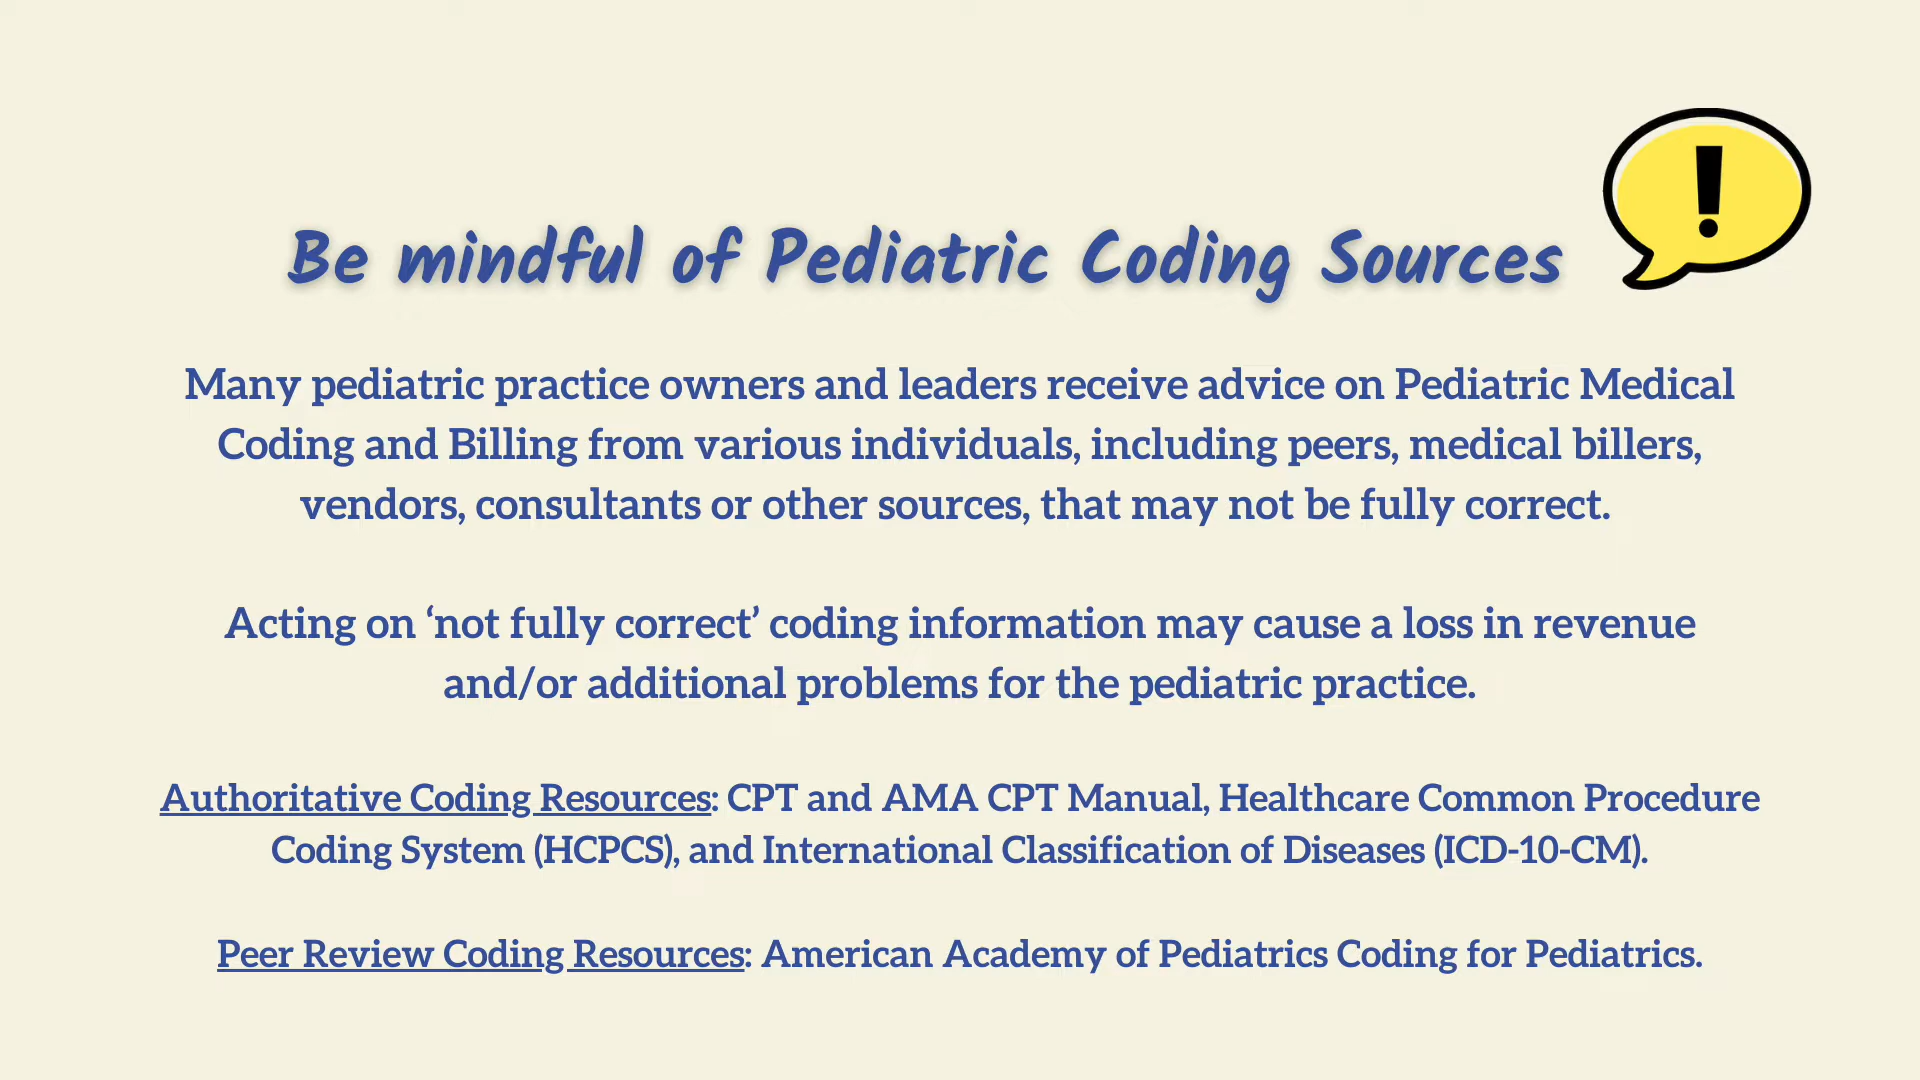 !
Be mindful of Pediatric Coding Sources
Many pediatric practice owners and leaders receive advice on Pediatric Medical
Coding and Billing from various individuals, including peers, medical billers,
vendors, consultants or other sources, that may not be fully correct.
Acting on ‘not fully correct’ coding information may cause a loss in revenue
and/or additional problems for the pediatric practice.
Authoritative Coding Resources: CPT and AMA CPT Manual, Healthcare Common Procedure
Coding System (HCPCS), and International Classification of Diseases (ICD-10-CM).
Peer Review Coding Resources: American Academy of Pediatrics Coding for Pediatrics.